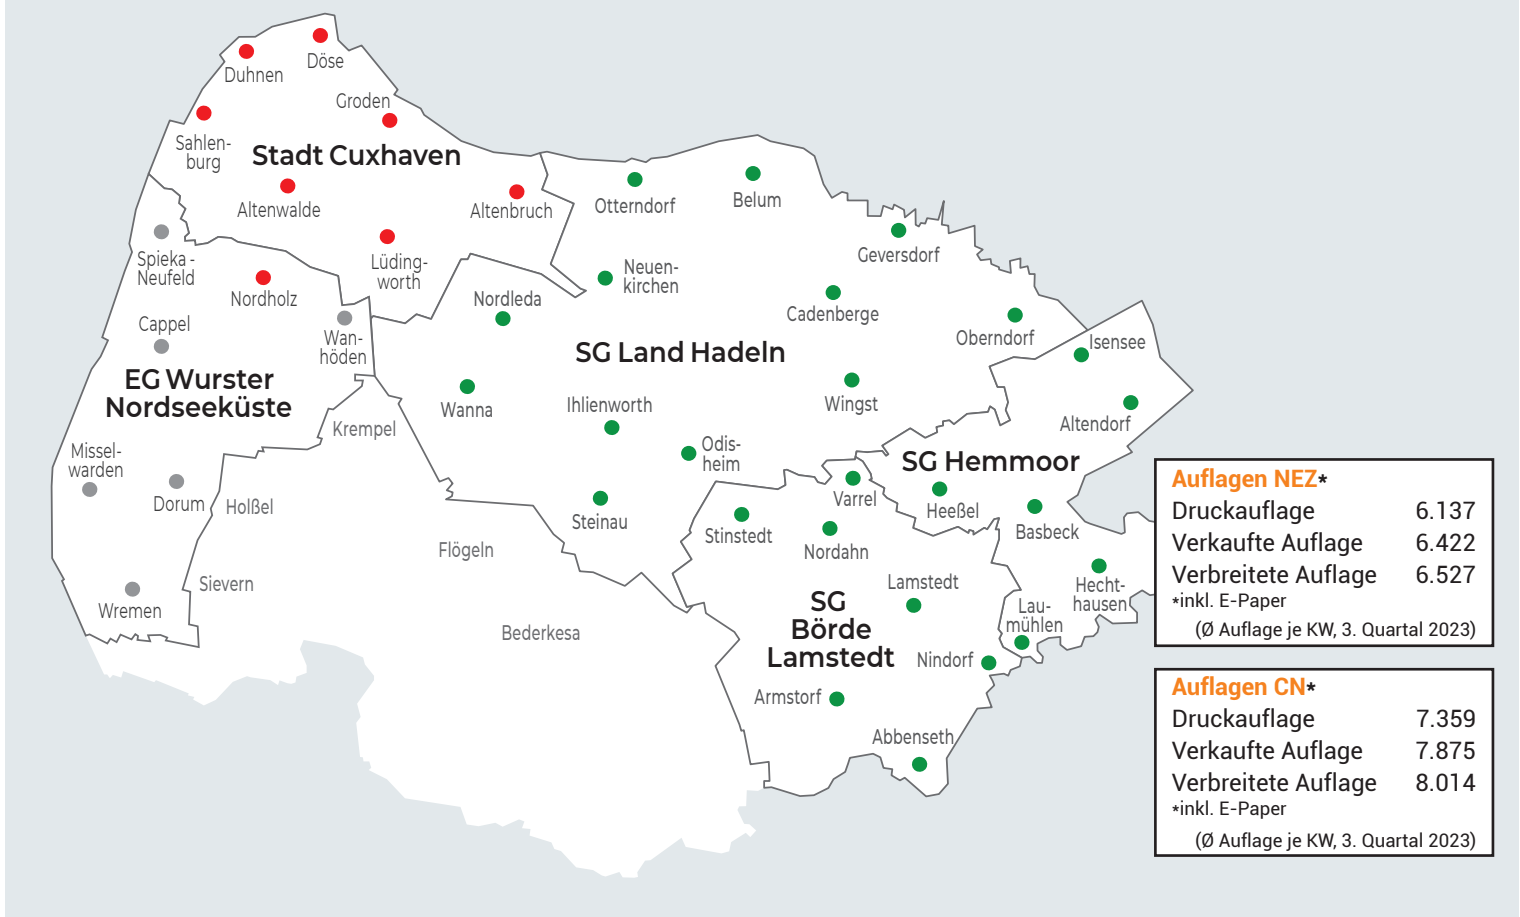 Döse
Duhnen
Groden
Sahlen-
burg
Stadt Cuxhaven
Altenwalde
Altenbruch
Lüding-
worth
Spieka -
Neufeld
Nordholz
Cappel
Wan-
höden
EG Wurster
Nordseeküste
Krempel
Missel-
warden
Dorum
Holßel
Wremen
Sievern
Flögeln
Bederkesa
Otterndorf
Belum
Geversdorf
Neuen-
kirchen
Nordleda
Cadenberge
Oberndorf
SG Land Hadeln
Wanna
Ihlienworth
Wingst
Odis-
heim
Steinau
Isensee
Altendorf
SG Hemmoor
Heeßel
Basbeck
Hecht-
hausen
Lau-
mühlen
Varrel
Stinstedt
Nordahn
Lamstedt
SG
Börde
Lamstedt
Nindorf
Armstorf
Abbenseth
Auflagen NEZ*
Druckauflage 6.137
Verkaufte Auflage 6.422
Verbreitete Auflage 6.527
*inkl. E-Paper
(Ø Auflage je KW, 3. Quartal 2023)
Auflagen CN*
Druckauflage 7.359
Verkaufte Auflage 7.875
Verbreitete Auflage 8.014
*inkl. E-Paper
(Ø Auflage je KW, 3. Quartal 2023)